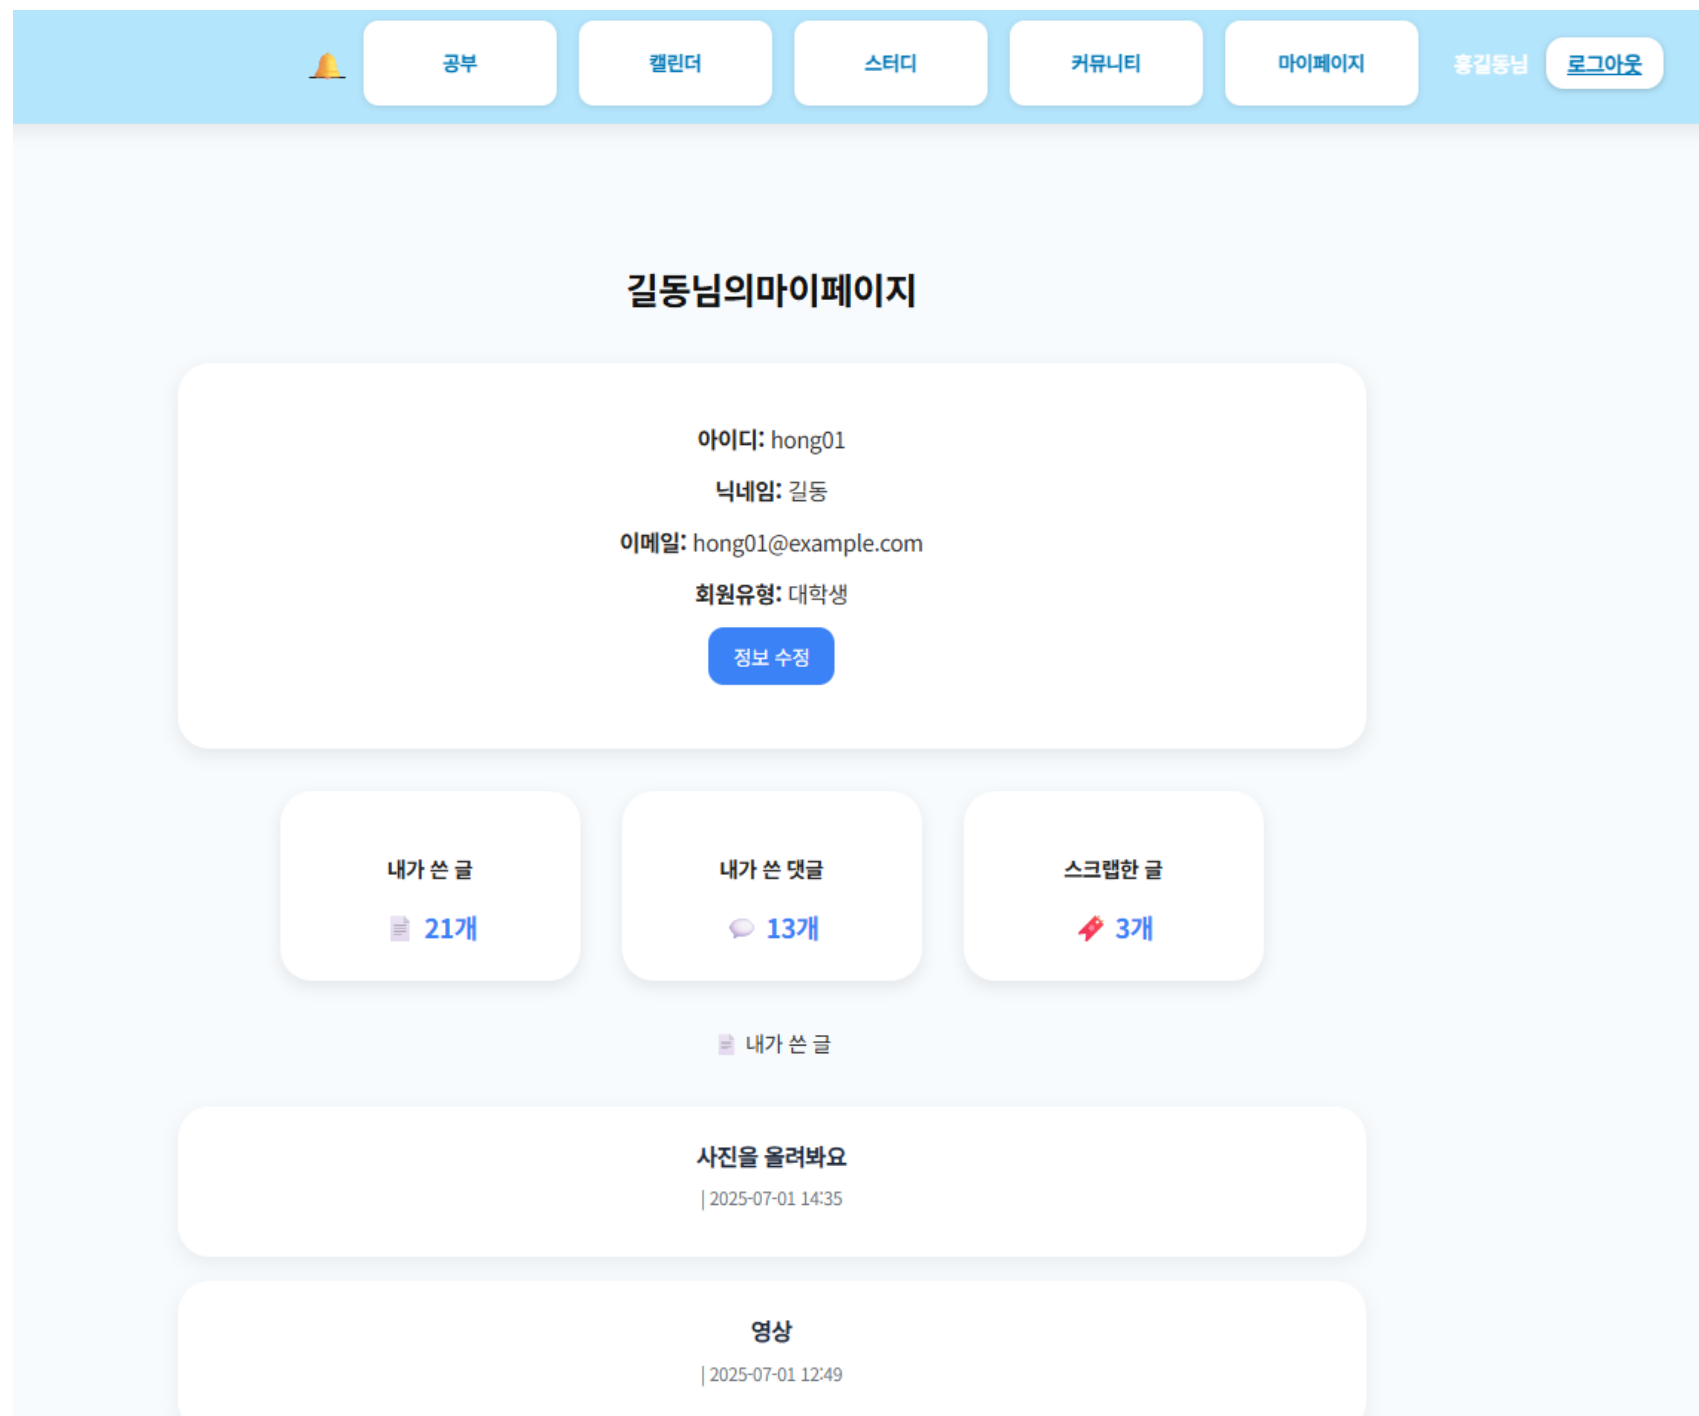 🔔 공부 캘린더 스터디 커뮤니티 마이페이지 홍길동님 로그아웃
길동님의마이페이지
아이디: hong01
닉네임: 길동
이메일: hong01@example.com
회원유형: 대학생
정보 수정
내가 쓴 글
📄 21개
내가 쓴 댓글
💬 13개
스크랩한 글
🔖 3개
📄 내가 쓴 글
사진을 올려봐요
| 2025-07-01 14:35
영상
| 2025-07-01 12:49